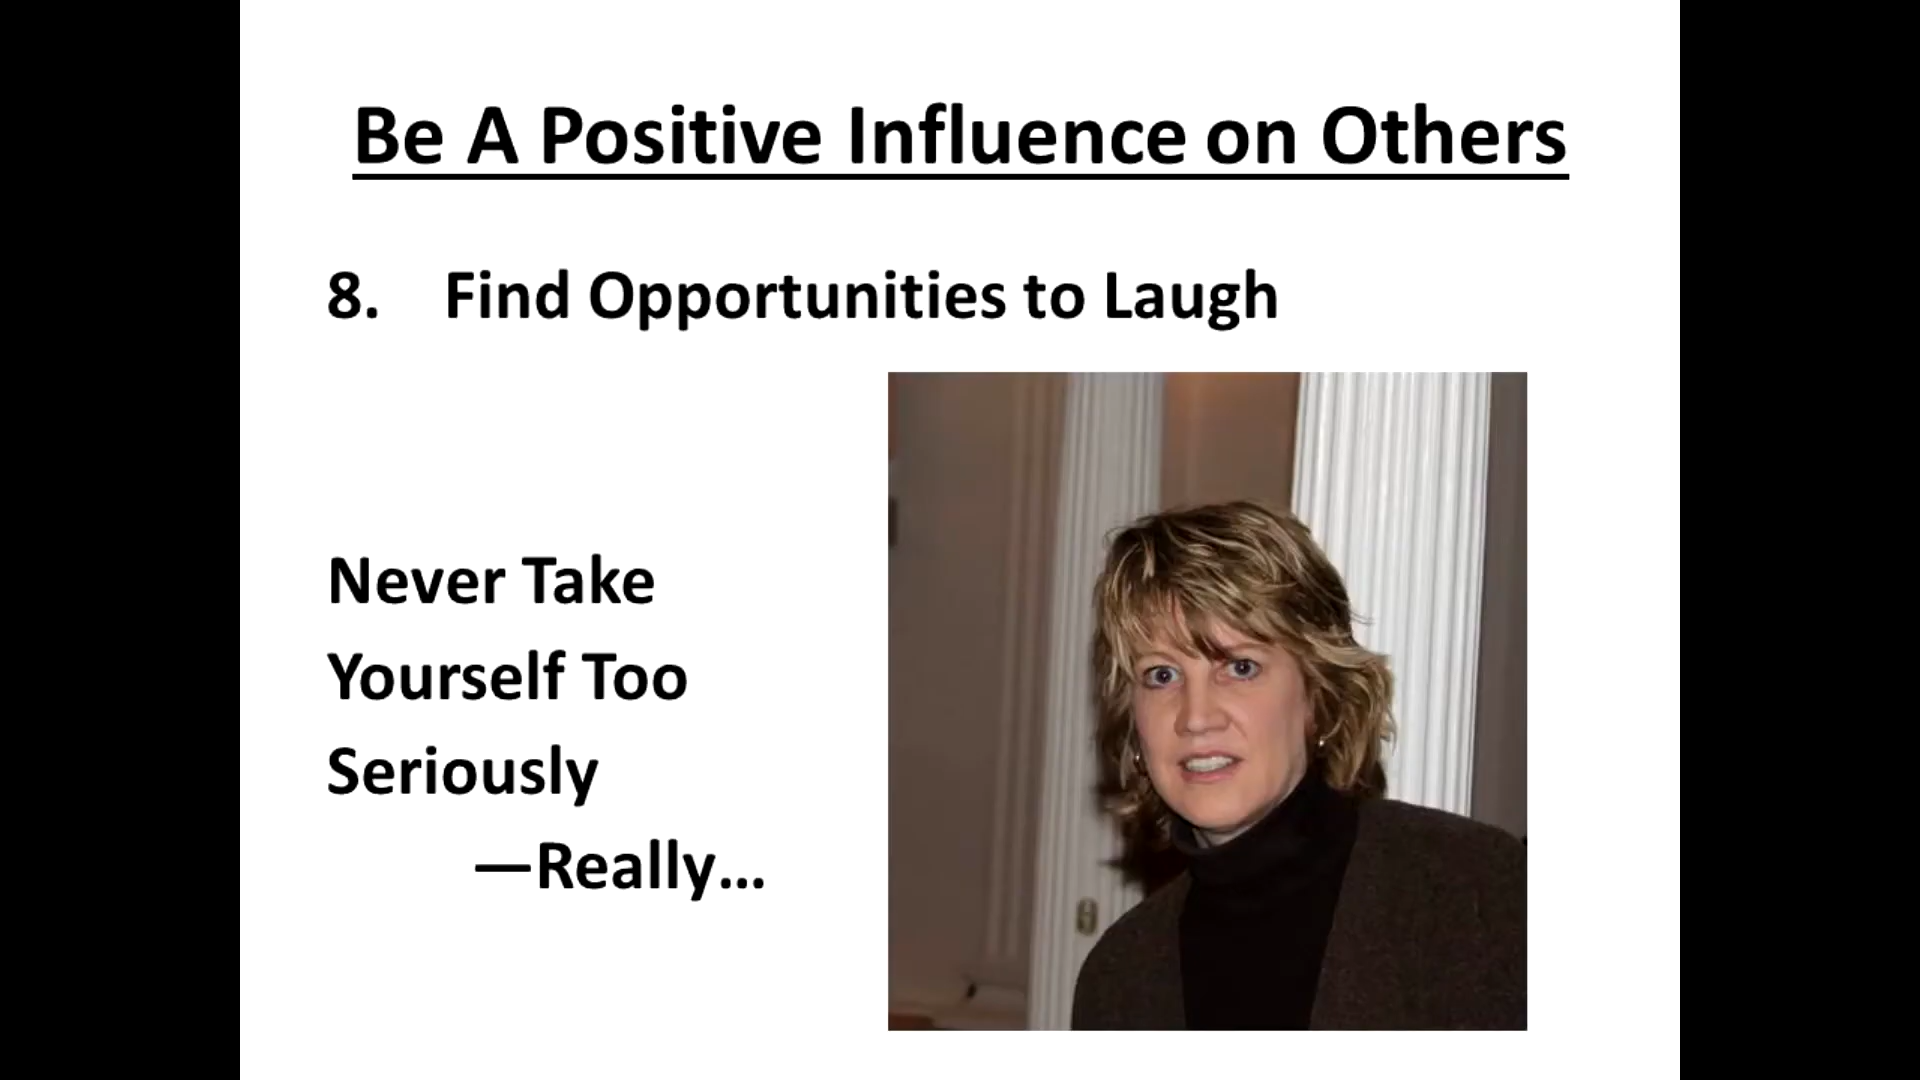 Be A Positive Influence on Others
8. Find Opportunities to Laugh
Never Take
Yourself Too
Seriously
—Really...